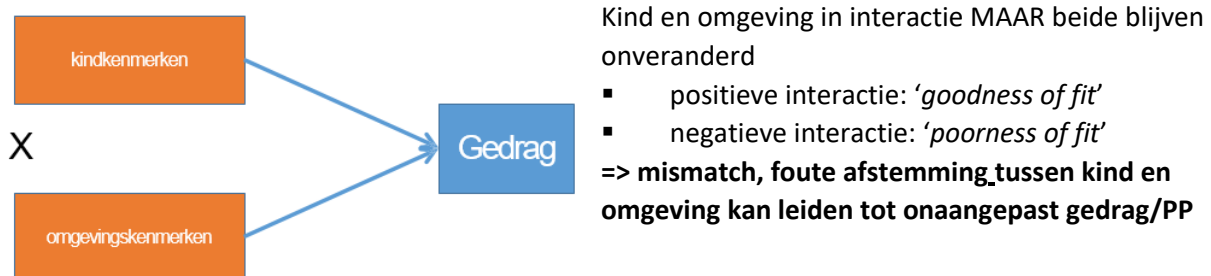 kindkenmerken
X
omgevingskenmerken
Gedrag
Kind en omgeving in interactie MAAR beide blijven
onveranderd
▪ positieve interactie: ‘goodness of fit’
▪ negatieve interactie: ‘poorness of fit’
=> mismatch, foute afstemming tussen kind en
omgeving kan leiden tot onaangepast gedrag/PP